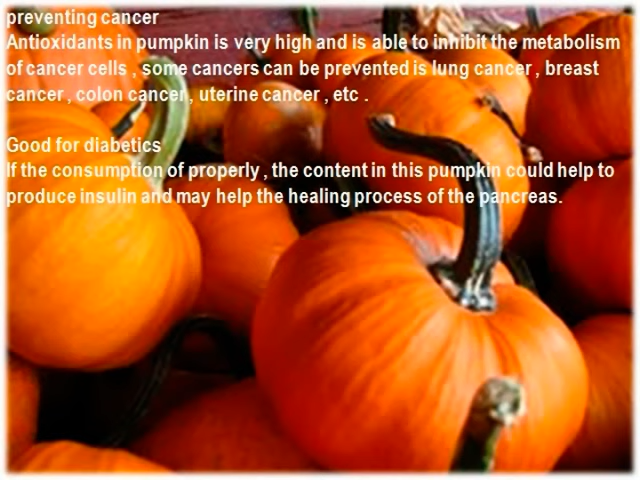 preventing cancer
Antioxidants in pumpkin is very high and is able to inhibit the metabolism
of cancer cells , some cancers can be prevented is lung cancer , breast
cancer , colon cancer , uterine cancer , etc .
Good for diabetics
If the consumption of properly , the content in this pumpkin could help to
produce insulin and may help the healing process of the pancreas.